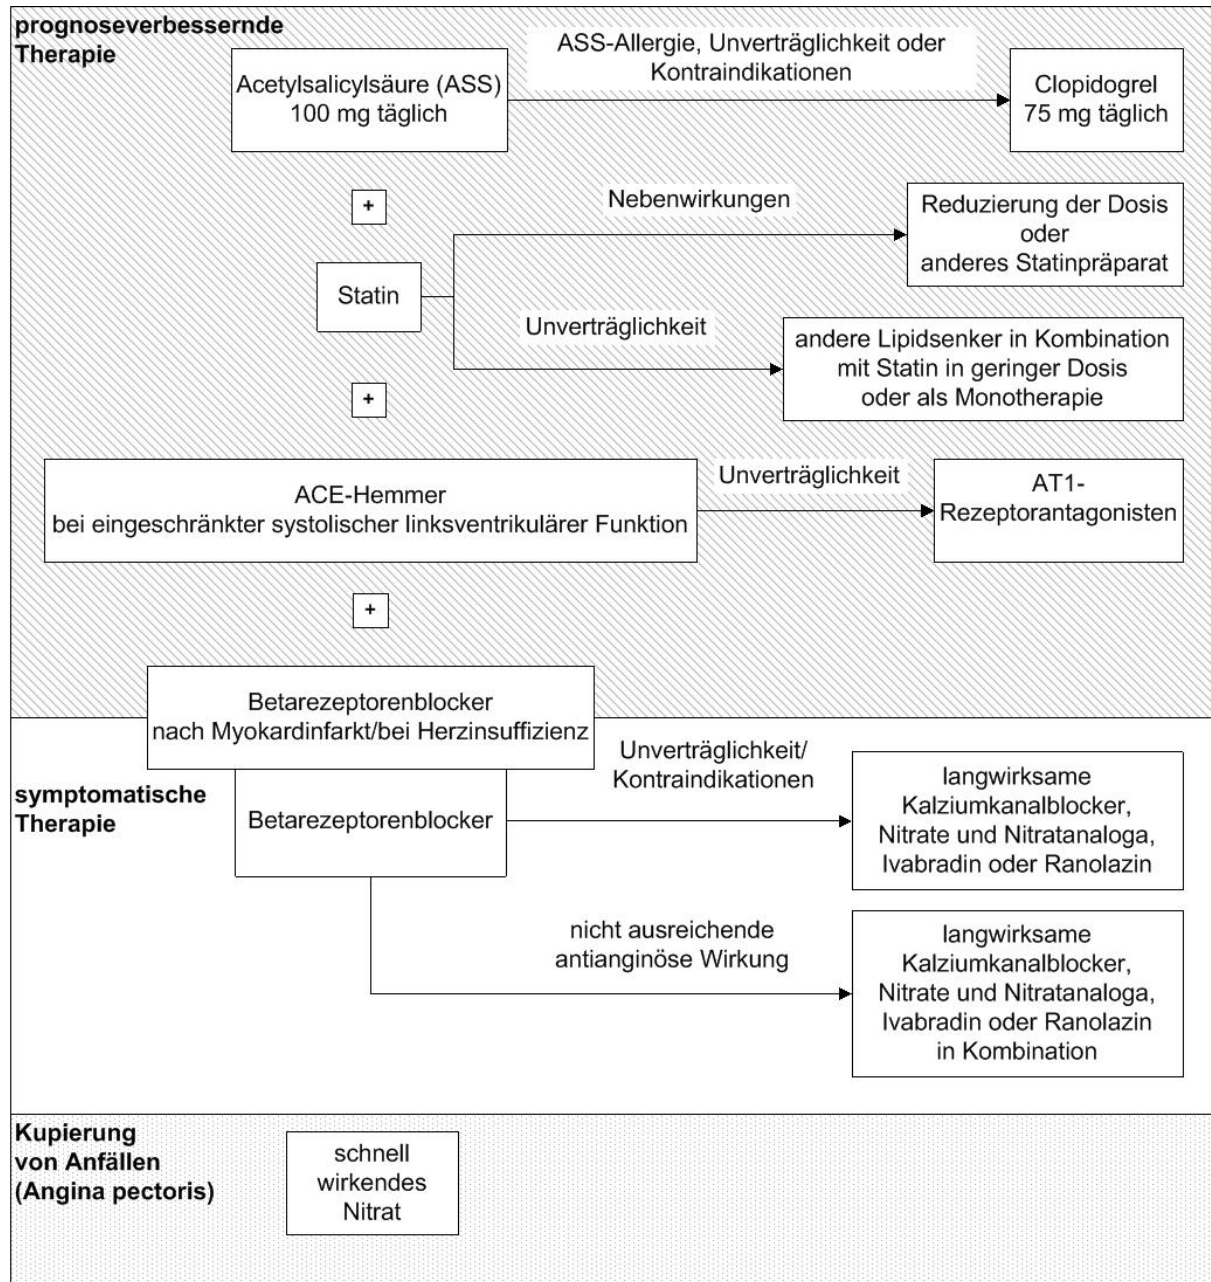 prognoseverbessernde
Therapie
Acetylsalicylsäure (ASS)
100 mg täglich
ASS-Allergie, Unverträglichkeit oder
Kontraindikationen
Clopidogrel
75 mg täglich
+
Statin
Nebenwirkungen
Reduzierung der Dosis
oder
anderes Statinpräparat
Unverträglichkeit
andere Lipidsenker in Kombination
mit Statin in geringer Dosis
oder als Monotherapie
+
ACE-Hemmer
bei eingeschränkter systolischer linksventrikulärer Funktion
Unverträglichkeit
AT1-
Rezeptorantagonisten
+
Betarezeptorenblocker
nach Myokardinfarkt/bei Herzinsuffizienz
symptomatische
Therapie
Betarezeptorenblocker
Unverträglichkeit/
Kontraindikationen
langwirksame
Kalziumkanalblocker,
Nitrate und Nitratanaloga,
Ivabradin oder Ranolazin
nicht ausreichende
antianginöse Wirkung
langwirksame
Kalziumkanalblocker,
Nitrate und Nitratanaloga,
Ivabradin oder Ranolazin
in Kombination
Kupierung
von Anfällen
(Angina pectoris)
schnell
wirkendes
Nitrat